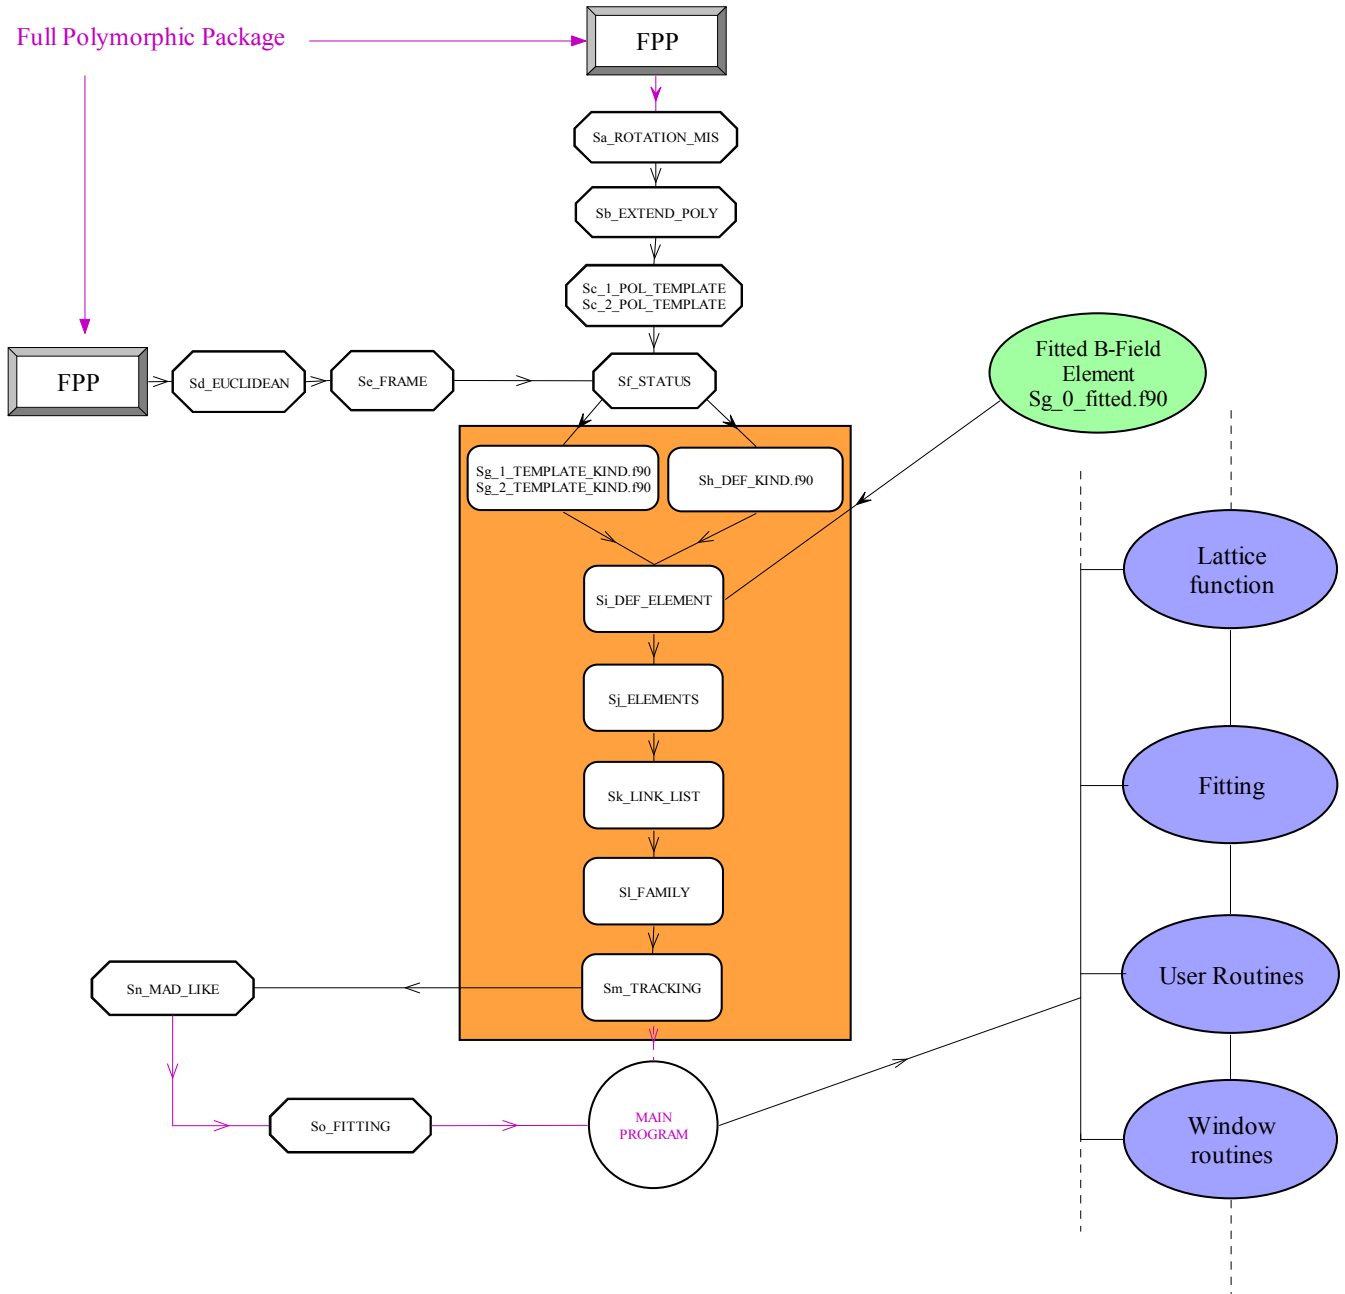 Full Polymorphic Package
FPP
Sa_ROTATION_MIS
Sb_EXTEND_POLY
Sc_1_POL_TEMPLATE
Sc_2_POL_TEMPLATE
FPP
Sd_EUCLIDEAN
Se_FRAME
Sf_STATUS
Fitted B-Field
Element
Sg_0_fitted.f90
Sg_1_TEMPLATE_KIND.f90
Sg_2_TEMPLATE_KIND.f90
Sh_DEF_KIND.f90
Lattice
function
Si_DEF_ELEMENT
Sj_ELEMENTS
Sk_LINK_LIST
Fitting
Sl_FAMILY
Sn_MAD_LIKE
Sm_TRACKING
User Routines
So_FITTING
MAIN
PROGRAM
Window
routines